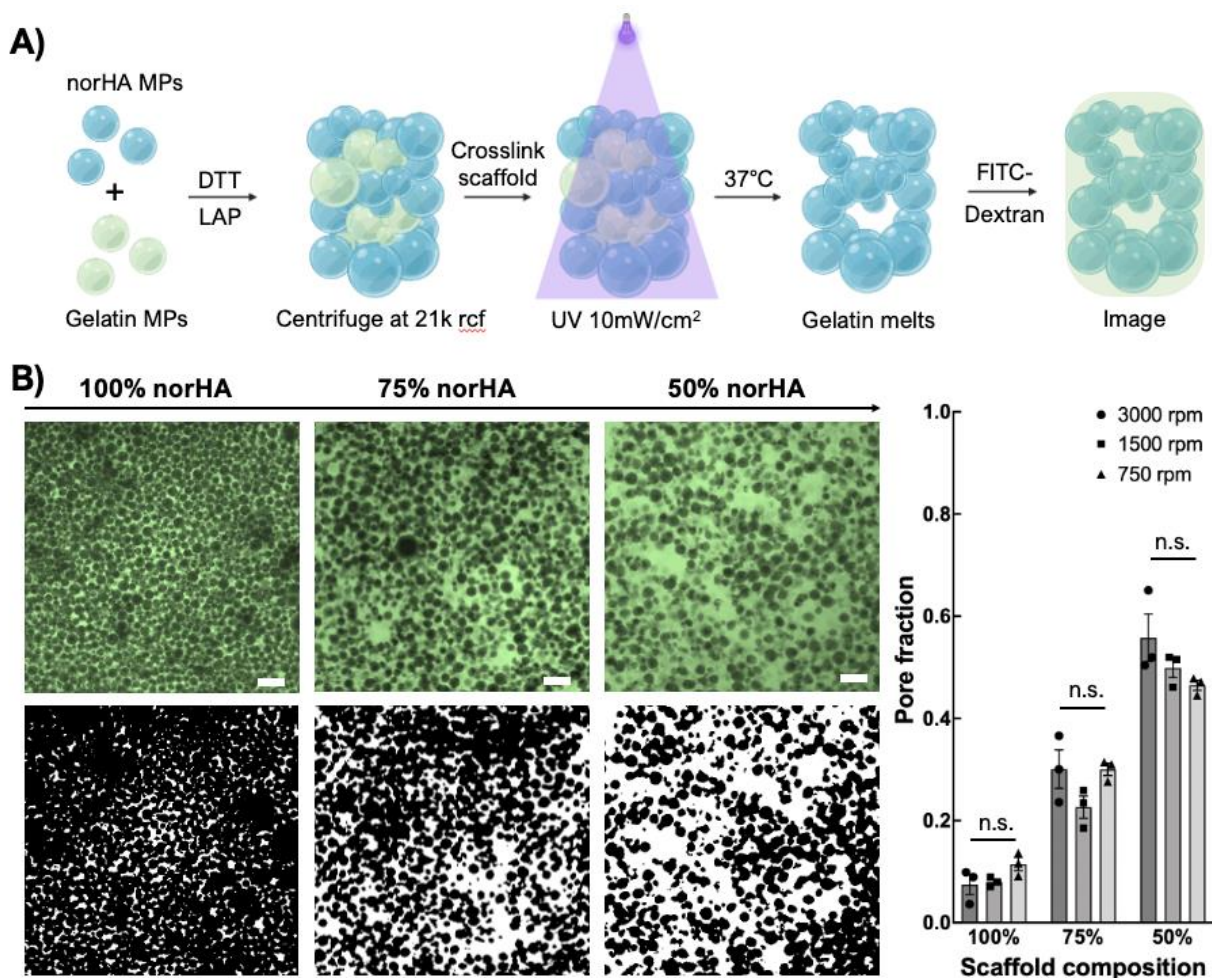 A)
norHA MPs
+
Gelatin MPs
DTT
LAP
Centrifuge at 21k rcf
Crosslink
scaffold
UV 10mW/cm²
37°C
Gelatin melts
FITC-
Dextran
Image
B)
100% norHA
75% norHA
50% norHA
3000 rpm
1500 rpm
750 rpm
Pore fraction
1.0
0.8
0.6
0.4
0.2
0.0
n.s.
n.s.
n.s.
100%
75%
50%
Scaffold composition